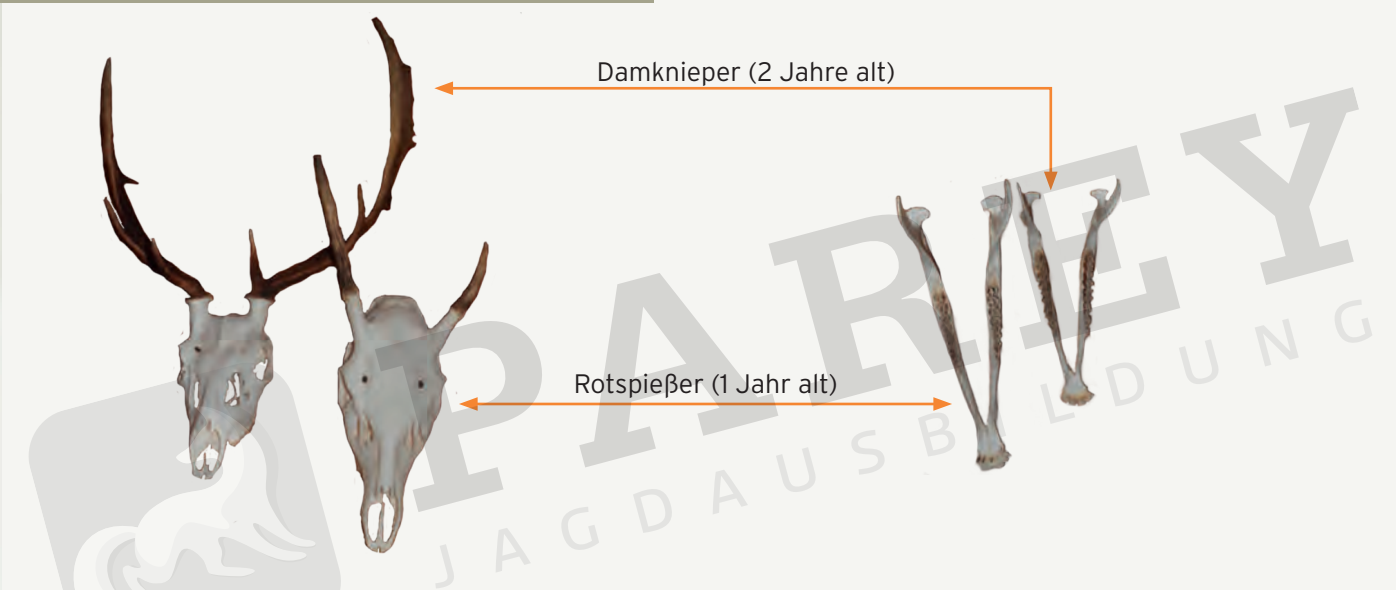 Damknieper (2 Jahre alt)
Rotspießer (1 Jahr alt)
PAREY
JAGDAUSBILDUNG